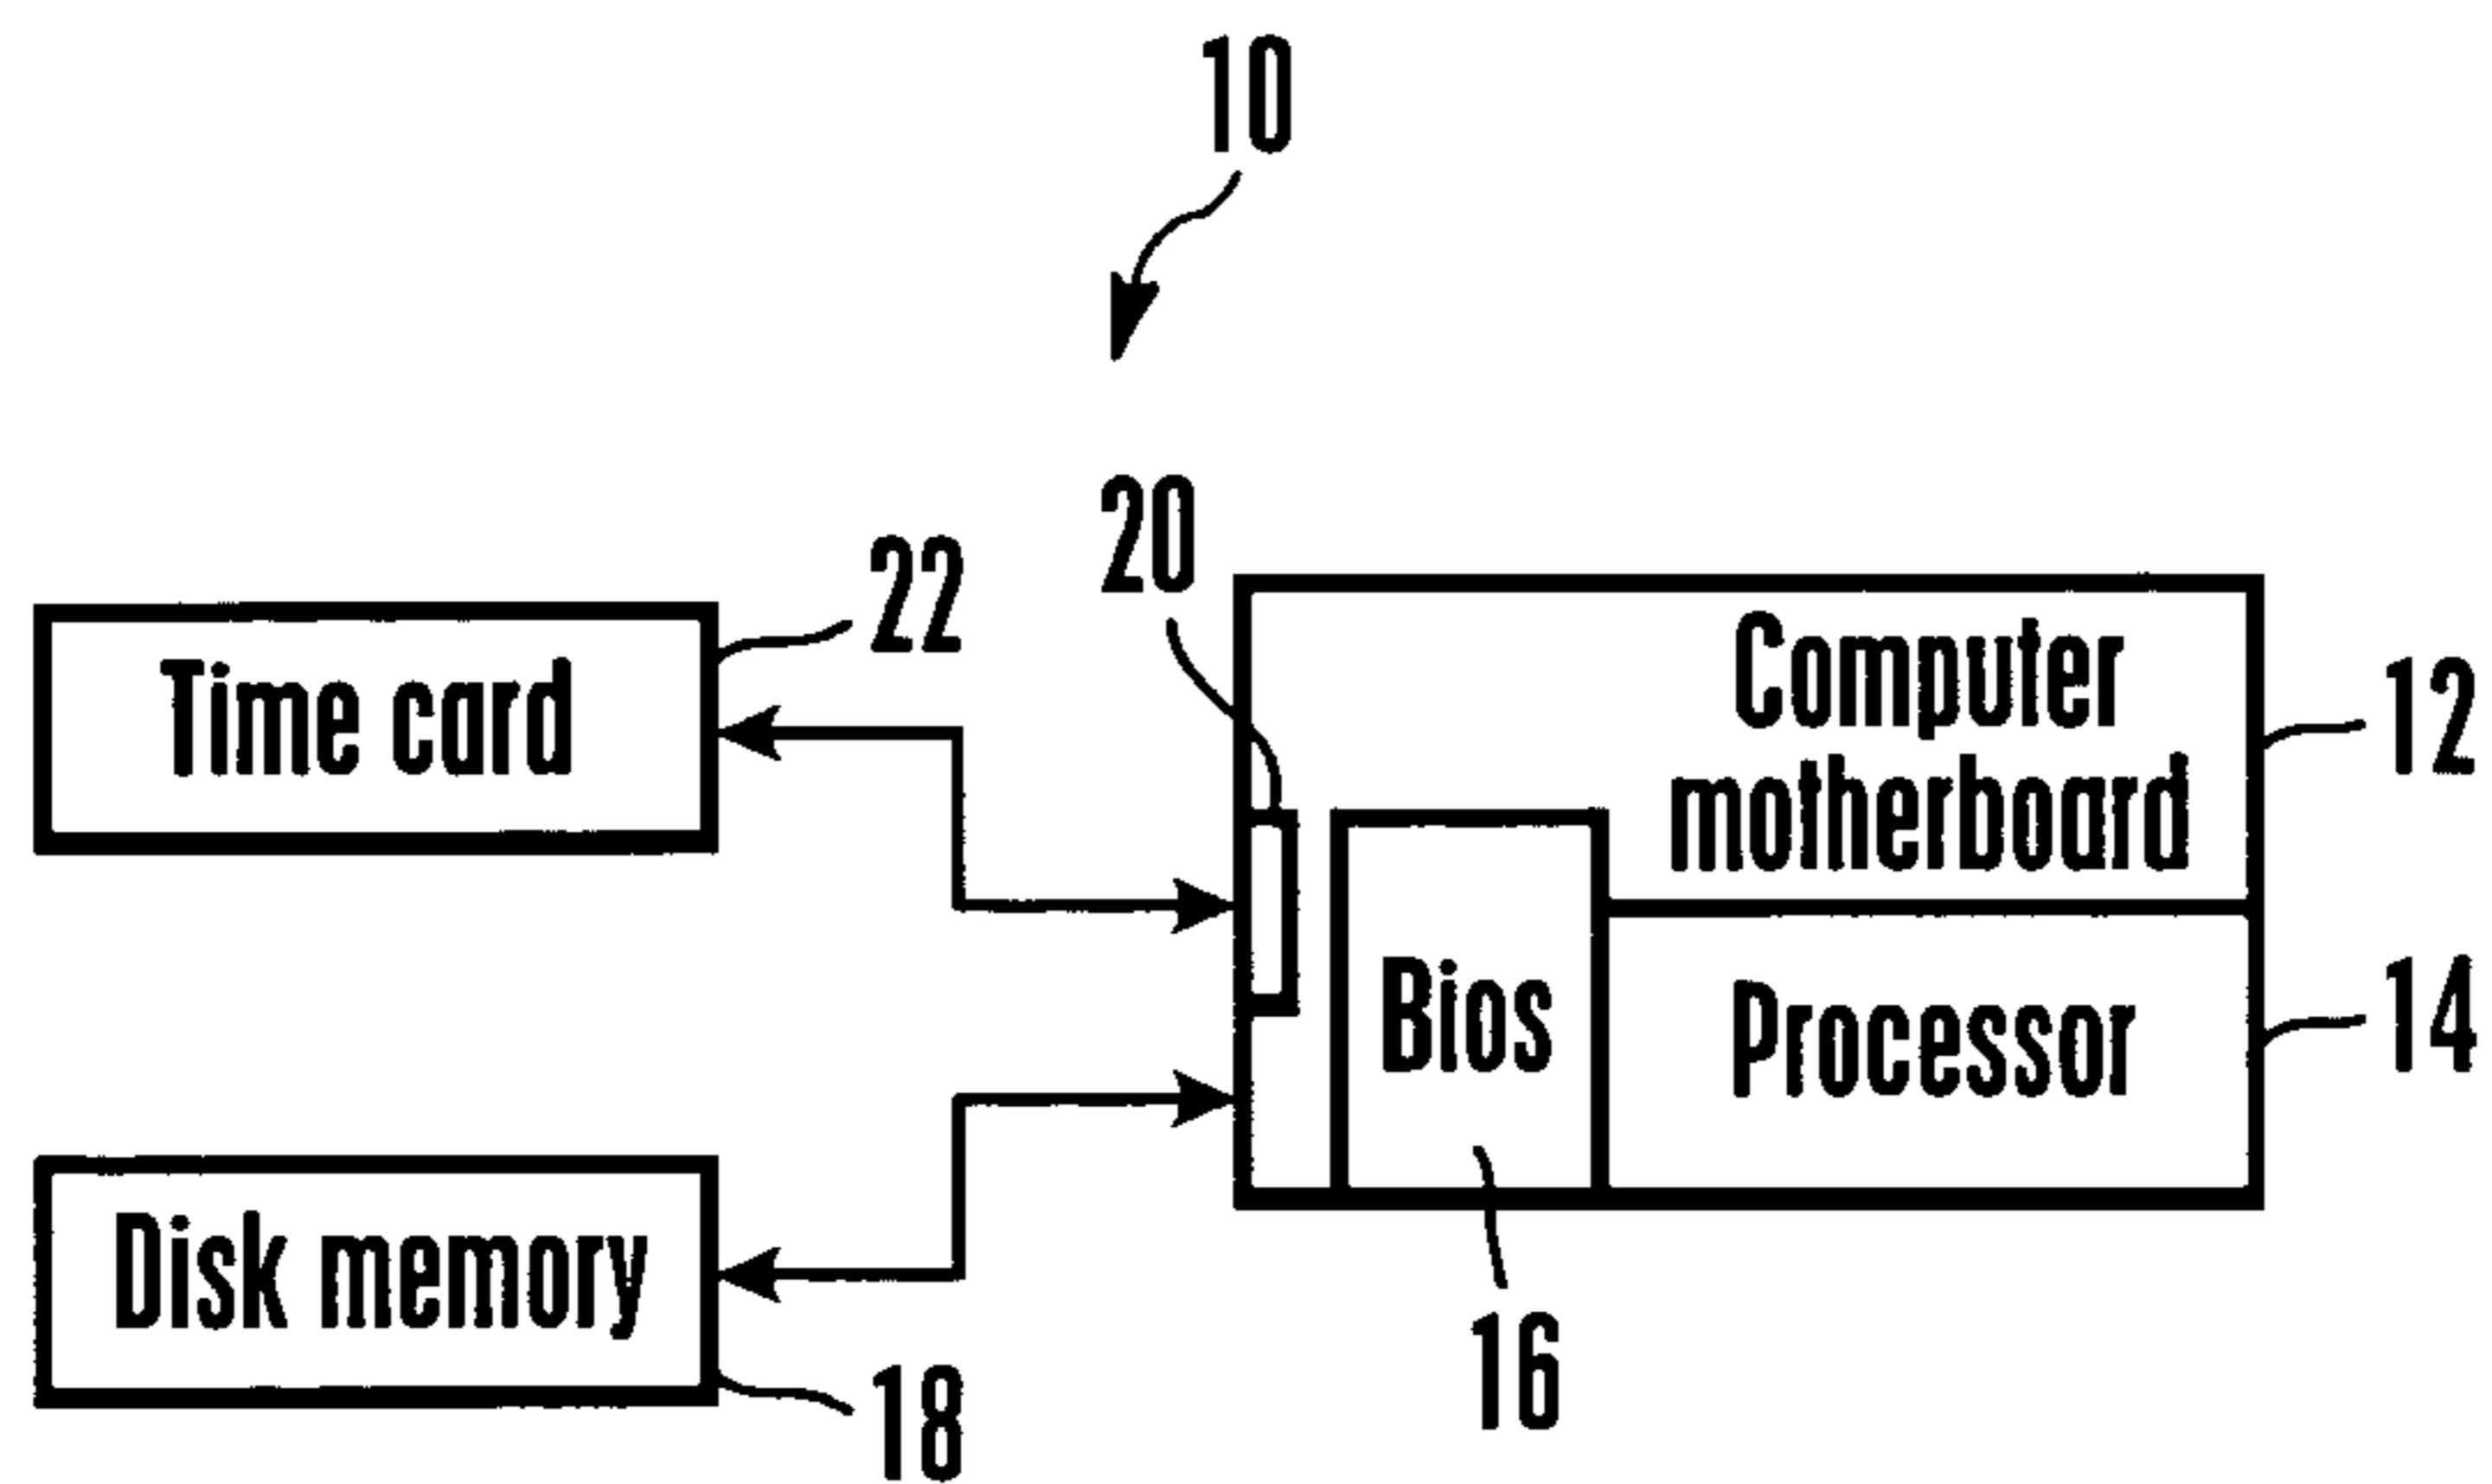 10
20
22
Time card
Computer
motherboard
12
Bios
Processor
14
Disk memory
16
18